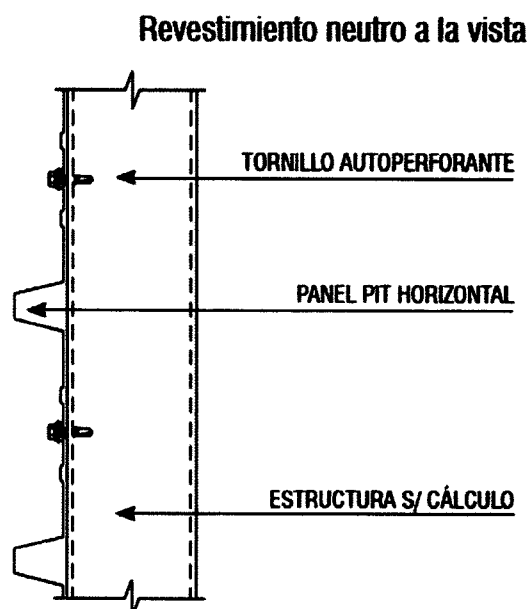 Revestimiento neutro a la vista
TORNILLO AUTOPERFORANTE
PANEL PIT HORIZONTAL
ESTRUCTURA S/ CÁLCULO